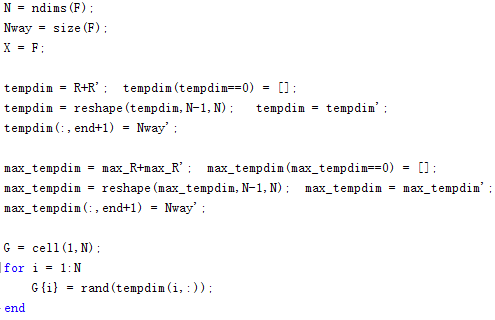 N = ndims(F);
Nway = size(F);
X = F;
tempdim = R+R';  tempdim(tempdim==0) = [];
tempdim = reshape(tempdim,N-1,N);   tempdim = tempdim';
tempdim(:,end+1) = Nway';
max_tempdim = max_R+max_R';  max_tempdim(max_tempdim==0) = [];
max_tempdim = reshape(max_tempdim,N-1,N);  max_tempdim = max_tempdim';
max_tempdim(:,end+1) = Nway';
G = cell(1,N);
for i = 1:N
    G{i} = rand(tempdim(i,:));
end